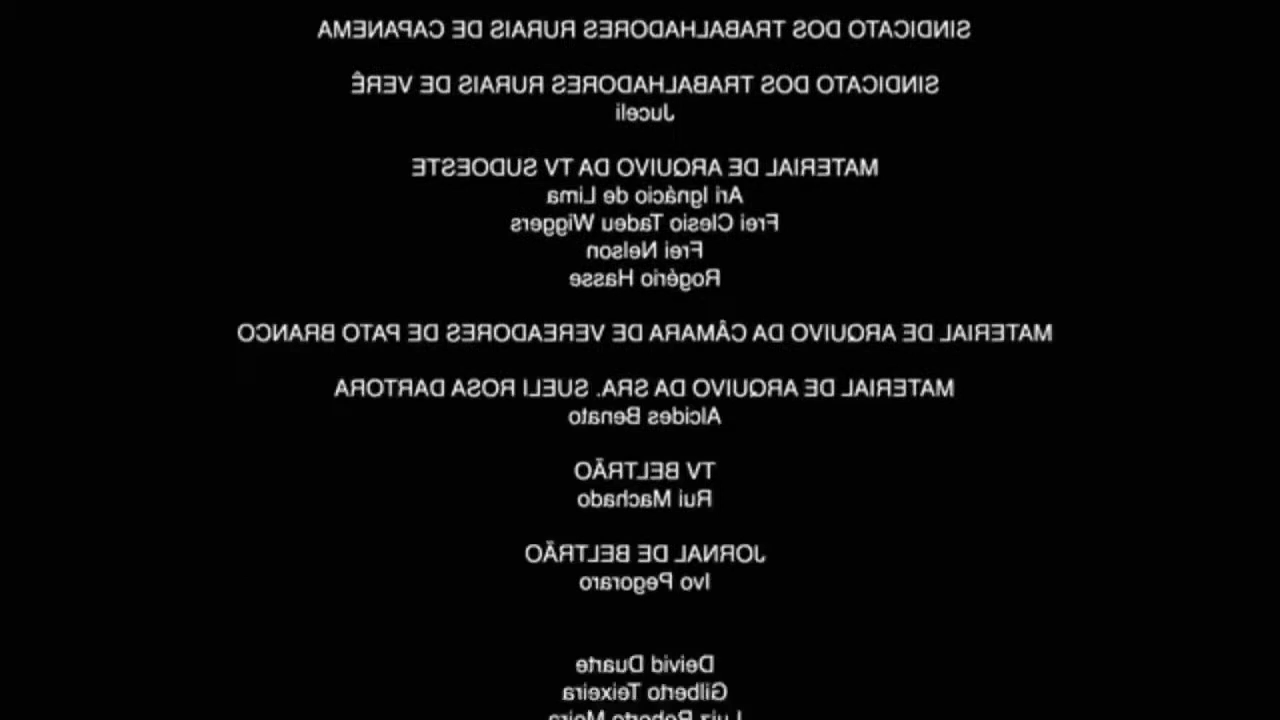 SINDICATO DOS TRABALHADORES RURAIS DE CAPANEMA
SINDICATO DOS TRABALHADORES RURAIS DE VERÊ
Juceli
MATERIAL DE ARQUIVO DA TV SUDOESTE
Ari Ignácio de Lima
Frei Clesio Tadeu Wiggers
Frei Nelson
Rogério Hasse
MATERIAL DE ARQUIVO DA CÂMARA DE VEREADORES DE PATO BRANCO
MATERIAL DE ARQUIVO DA SRA. SUELI ROSA DARTORA
Alcides Benato
TV BELTRÃO
Rui Machado
JORNAL DE BELTRÃO
Ivo Pegoraro
Deivid Duarte
Gilberto Teixeira
Luiz Roberto Meira